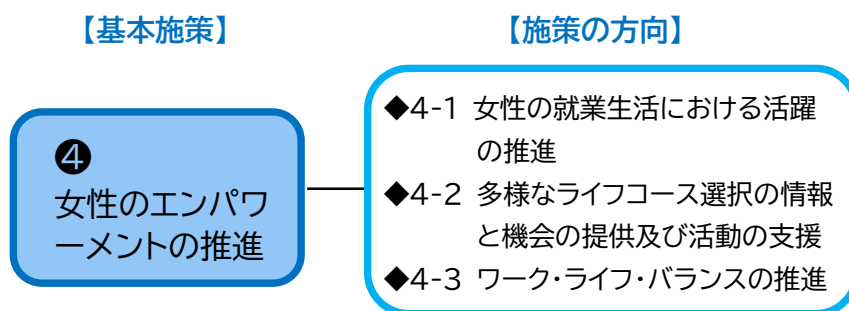 【基本施策】
【施策の方向】
❹
女性のエンパワ
ーメントの推進
◆4-1 女性の就業生活における活躍
の推進
◆4-2 多様なライフコース選択の情報
と機会の提供及び活動の支援
◆4-3 ワーク・ライフ・バランスの推進